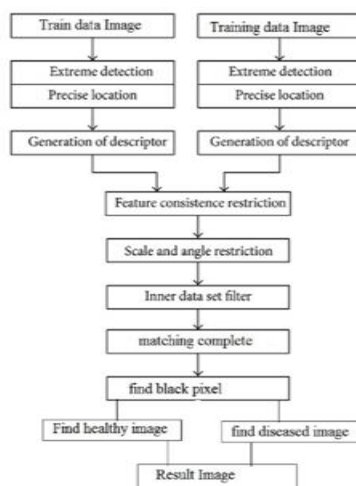 Train data Image
Training data Image
Extreme detection
Extreme detection
Precise location
Precise location
Generation of descriptor
Generation of descriptor
Feature consistence restriction
Scale and angle restriction
Inner data set filter
matching complete
find black pixel
Find healthy image
find diseased image
Result Image